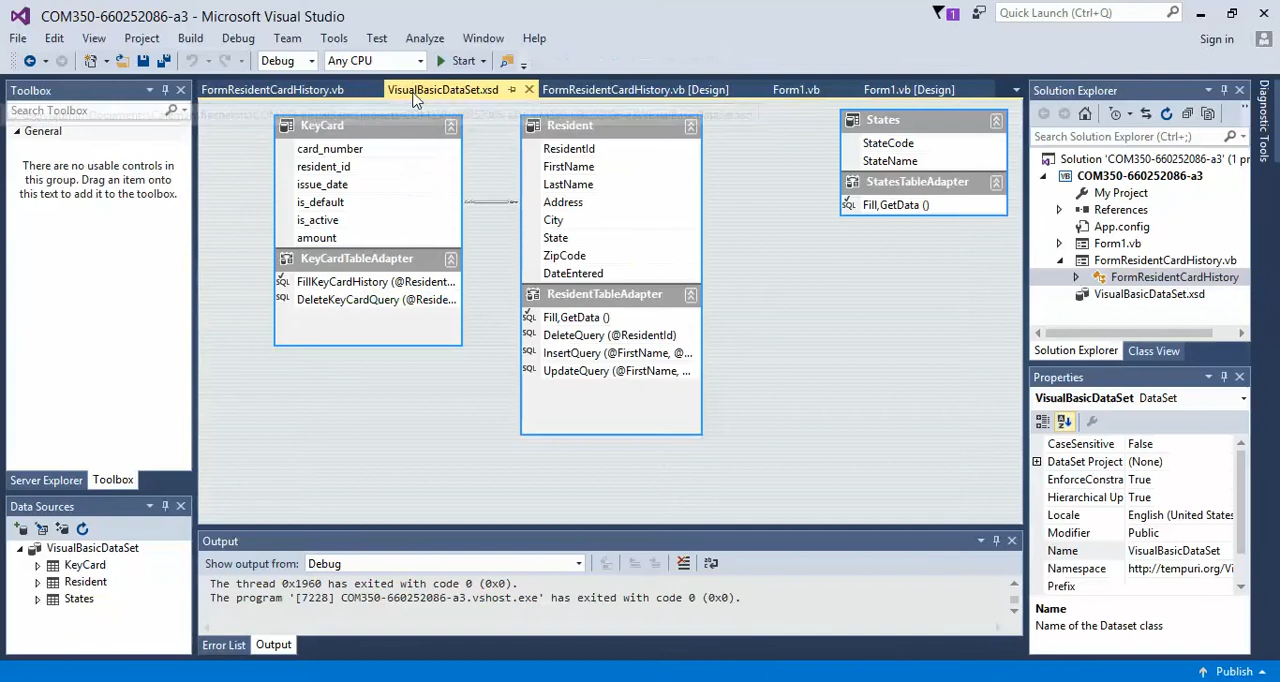 COM350-660252086-a3 - Microsoft Visual Studio
1
Quick Launch (Ctrl+Q)
File Edit View Project Build Debug Team Tools Test Analyze Window Help
Sign in
Debug Any CPU Start
Toolbox
Search Toolbox
General
There are no usable controls in
this group. Drag an item onto
this text to add it to the toolbox.
Server Explorer Toolbox
Data Sources
VisualBasicDataSet
KeyCard
Resident
States
FormResidentCardHistory.vb VisualBasicDataSet.xsd FormResidentCardHistory.vb [Design] Form1.vb Form1.vb [Design]
KeyCard
card_number
resident_id
issue_date
is_default
is_active
amount
KeyCardTableAdapter
FillKeyCardHistory (@Resident...
DeleteKeyCardQuery (@Reside...
Resident
ResidentId
FirstName
LastName
Address
City
State
ZipCode
DateEntered
ResidentTableAdapter
Fill,GetData ()
DeleteQuery (@ResidentId)
InsertQuery (@FirstName, @...
UpdateQuery (@FirstName, ...
States
StateCode
StateName
StatesTableAdapter
Fill,GetData ()
Output
Show output from: Debug
The thread 0x1960 has exited with code 0 (0x0).
The program '[7228] COM350-660252086-a3.vshost.exe' has exited with code 0 (0x0).
Error List Output
Solution Explorer
Search Solution Explorer (Ctrl+;)
Solution 'COM350-660252086-a3' (1 pr
COM350-660252086-a3
My Project
References
App.config
Form1.vb
FormResidentCardHistory.vb
FormResidentCardHistory
VisualBasicDataSet.xsd
Solution Explorer Class View
Properties
VisualBasicDataSet DataSet
CaseSensitive False
DataSet Project (None)
EnforceConstra True
Hierarchical Up True
Locale English (United States
Modifier Public
Name VisualBasicDataSet
Namespace http://tempuri.org/Vi
Prefix
Name
Name of the Dataset class
Diagnostic Tools
Publish